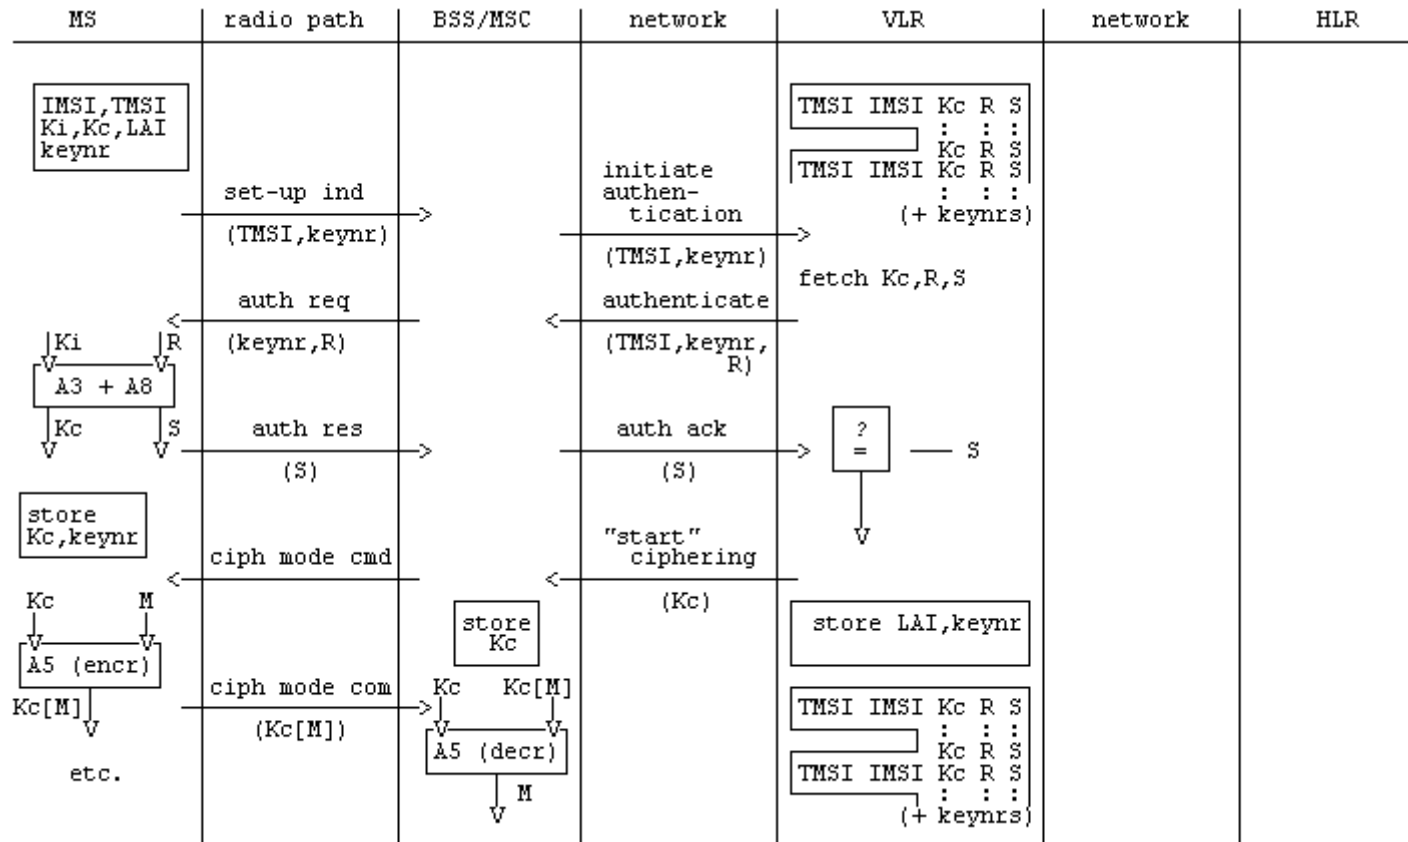 MS radio path BSS/MSC network VLR network HLR
IMSI,TMSI
Ki,Kc,LAI
keynr
TMSI IMSI Kc R S
: : :
Kc R S
TMSI IMSI Kc R S
: : :
(+ keynrs)
set-up ind
(TMSI,keynr)
initiate
authen-
tication
(TMSI,keynr)
fetch Kc,R,S
auth req
(keynr,R)
authenticate
(TMSI,keynr,
R)
Ki R
A3 + A8
Kc S
auth res
(S)
auth ack
(S)
?
=
S
store
Kc,keynr
ciph mode cmd
"start"
ciphering
(Kc)
Kc M
A5 (encr)
Kc[M]
store
Kc
store LAI,keynr
ciph mode com
(Kc[M])
Kc Kc[M]
A5 (decr)
M
TMSI IMSI Kc R S
: : :
Kc R S
TMSI IMSI Kc R S
: : :
(+ keynrs)
etc.